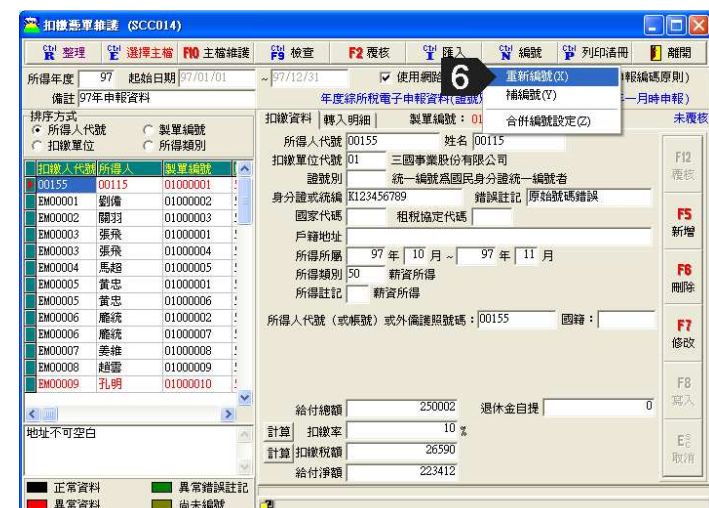 扣繳憑單維護 (SCC014)
Ctrl R 整理 Ctrl E 選擇主檔 F10 主檔維護 Ctrl F9 檢查 F2 覆核 Ctrl I 匯入 Ctrl N 編號 Ctrl P 列印清冊 離開
所得年度 97 起始日期 97/01/01 ~ 97/12/31 使用網路 6 重新編號(X) 報編碼原則)
備註 97年申報資料 年度綜所稅電子申報資料(證號別 補編號(Y) 一月時申報)
合併編號設定(Z)
排序方式
所得人代號 製單編號
扣繳單位 所得類別
扣繳資料 轉入明細 製單編號: 01 未覆核
扣繳人代號 所得人 製單編號
00155 00115 01000001
EM00001 劉備 01000002
EM00002 關羽 01000003
EM00003 張飛 01000001
EM00003 張飛 01000004
EM00004 馬超 01000005
EM00005 黃忠 01000001
EM00005 黃忠 01000006
EM00006 龐統 01000002
EM00006 龐統 01000007
EM00007 姜維 01000008
EM00008 趙雲 01000009
EM00009 孔明 01000010
地址不可空白
正常資料 異常錯誤註記
異常資料 尚未編號
所得人代號 00155 姓名 00115
扣繳單位代號 01 三國事業股份有限公司
證號別 統一編號為國民身分證統一編號者
身分證或統編 K123456789 錯誤註記 原始號碼錯誤
國家代碼 租稅協定代碼
戶籍地址
所得所屬 97 年 10 月 ~ 97 年 11 月
所得類別 50 薪資所得
所得註記 薪資所得
所得人代號 (或帳號) 或外僑護照號碼: 00155 國籍:
給付總額 250002 退休金自提 0
計算 扣繳率 10 %
計算 扣繳稅額 26590
給付淨額 223412
F12
覆核
F5
新增
F6
刪除
F7
修改
F8
寫入
Esc
取消